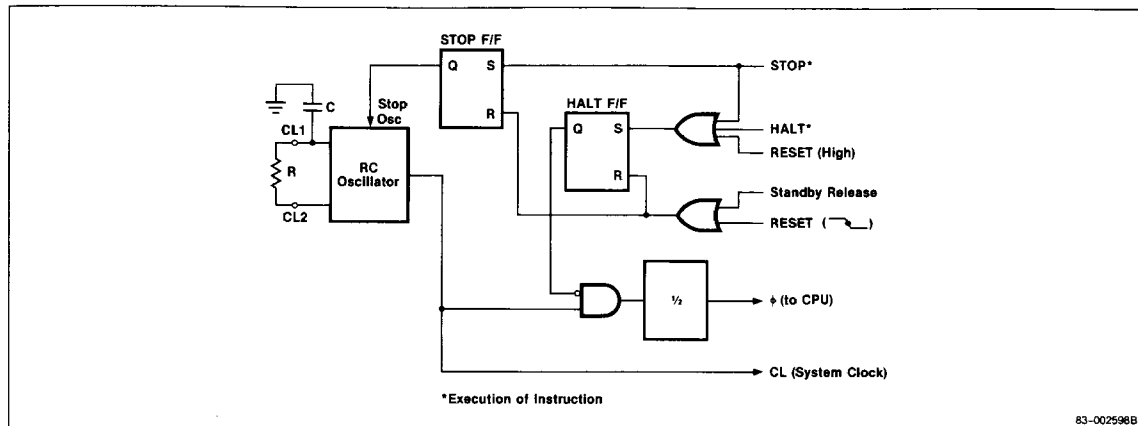 STOP F/F
Q
S
R
STOP*
HALT F/F
Q
S
R
HALT*
RESET (High)
C
Stop
Osc
CL1
R
CL2
RC
Oscillator
Standby Release
RESET ( )
½
ϕ (to CPU)
CL (System Clock)
*Execution of Instruction
83-002598B